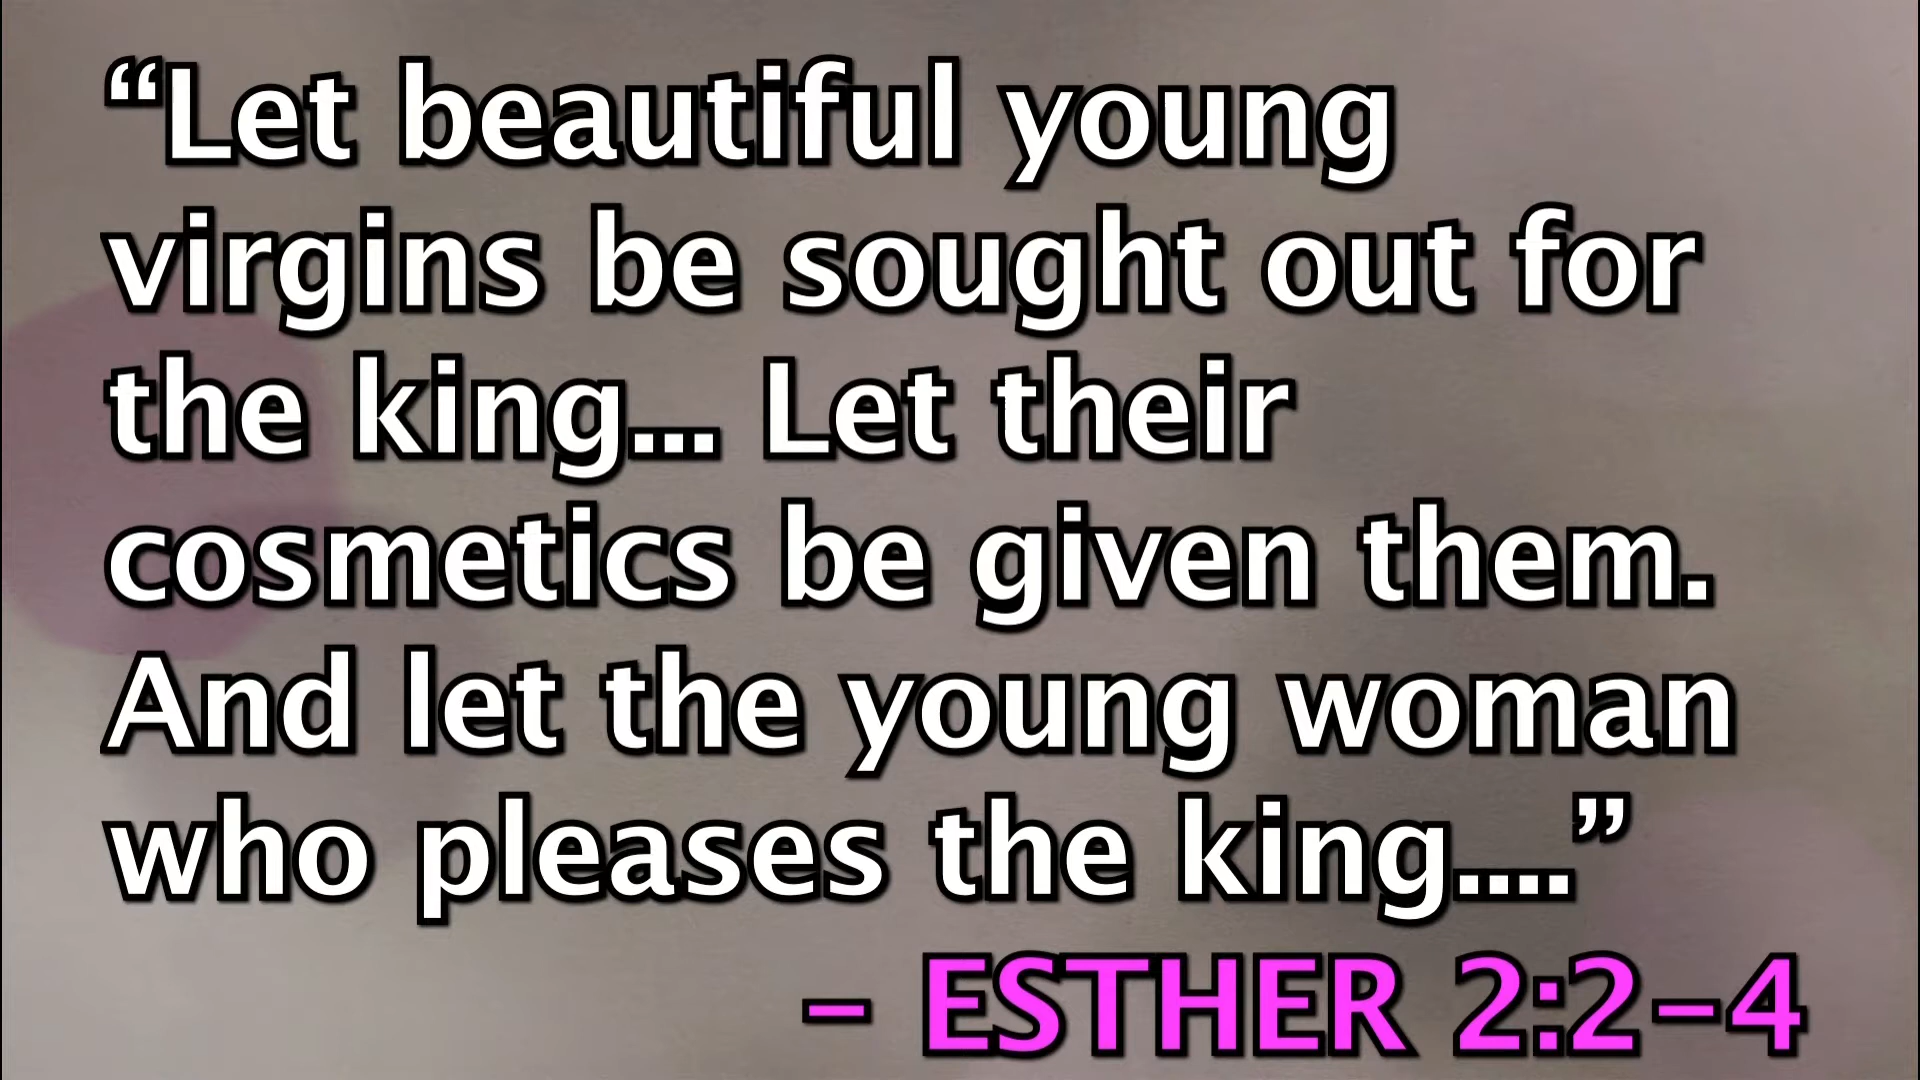 “Let beautiful young
virgins be sought out for
the king... Let their
cosmetics be given them.
And let the young woman
who pleases the king....”
– ESTHER 2:2–4